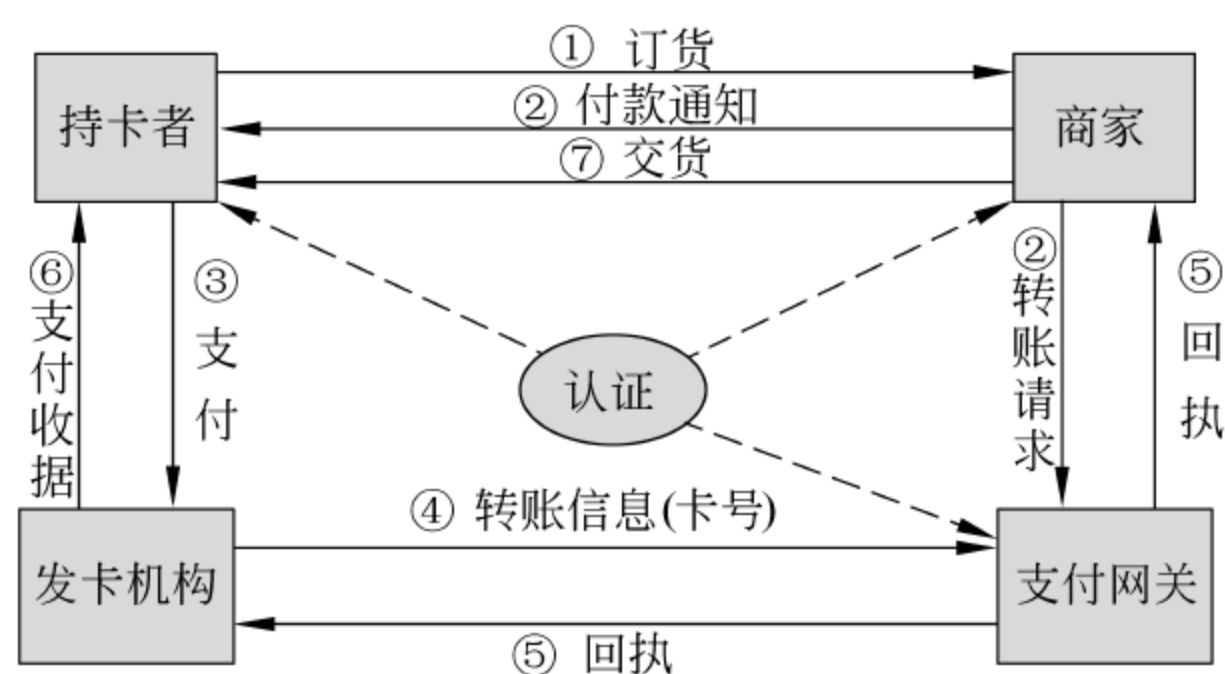 ① 订货
② 付款通知
⑦ 交货
持卡者
商家
⑥支付收据
③支付
②转账请求
⑤回执
认证
④ 转账信息(卡号)
发卡机构
支付网关
⑤ 回执